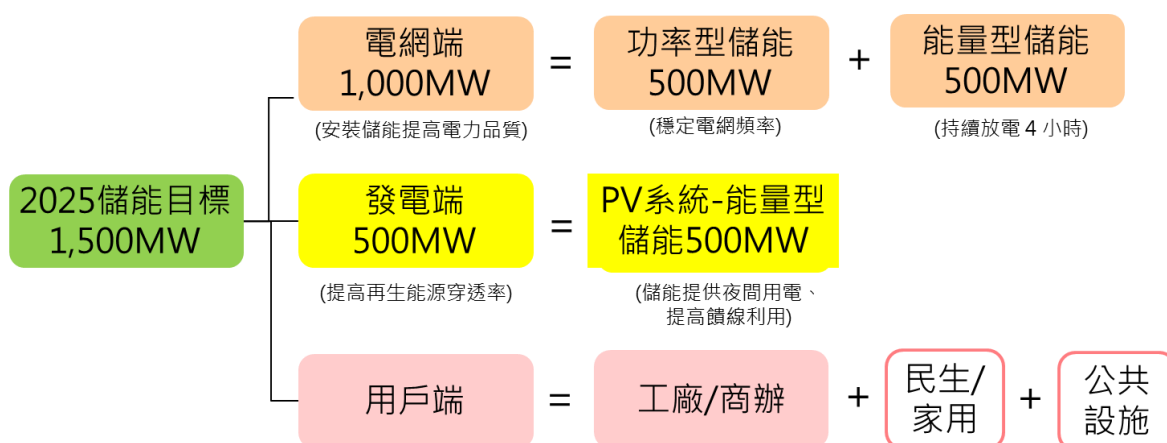 2025儲能目標
1,500MW
電網端
1,000MW
(安裝儲能提高電力品質)
=
功率型儲能
500MW
(穩定電網頻率)
+
能量型儲能
500MW
(持續放電 4 小時)
發電端
500MW
(提高再生能源穿透率)
=
PV系統-能量型
儲能500MW
(儲能提供夜間用電、
提高饋線利用)
用戶端
=
工廠/商辦
+
民生/
家用
+
公共
設施